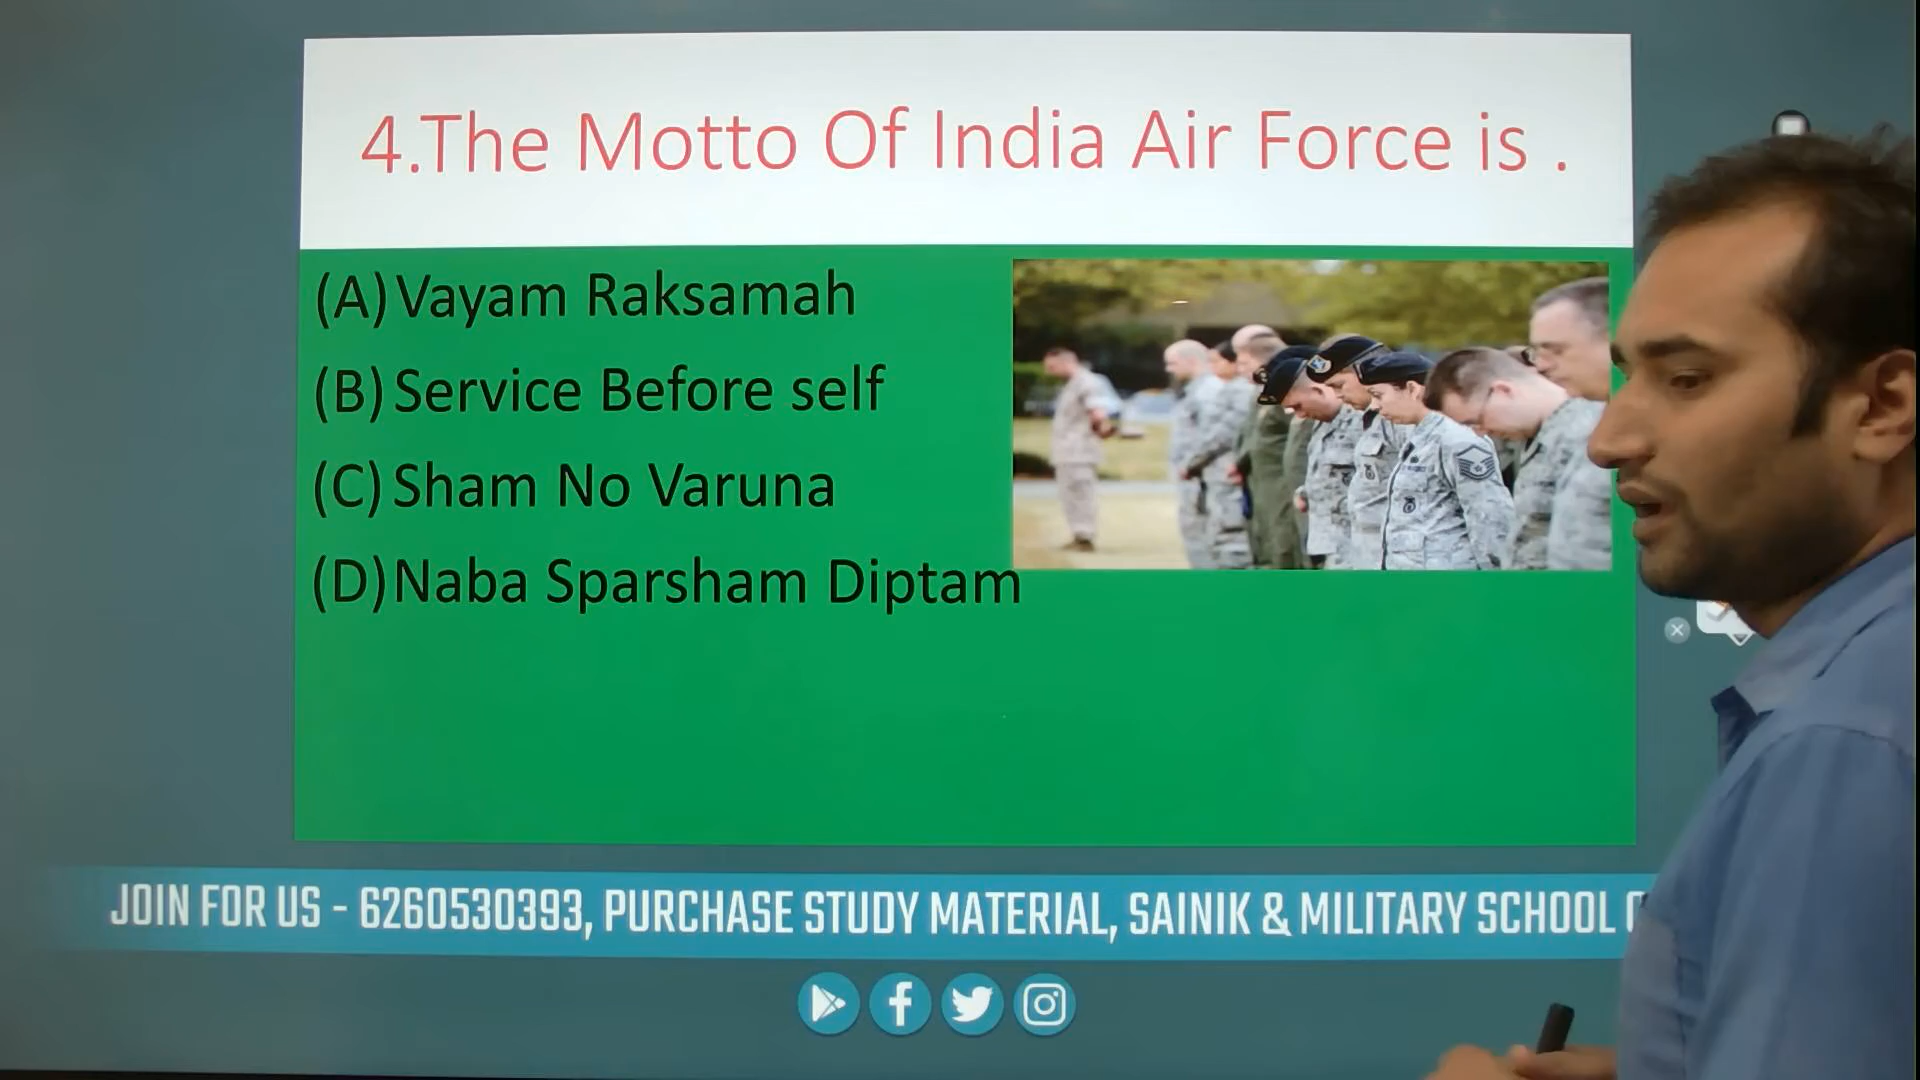 4.The Motto Of India Air Force is .
(A) Vayam Raksamah
(B) Service Before self
(C) Sham No Varuna
(D) Naba Sparsham Diptam
JOIN FOR US - 6260530393, PURCHASE STUDY MATERIAL, SAINIK & MILITARY SCHOOL